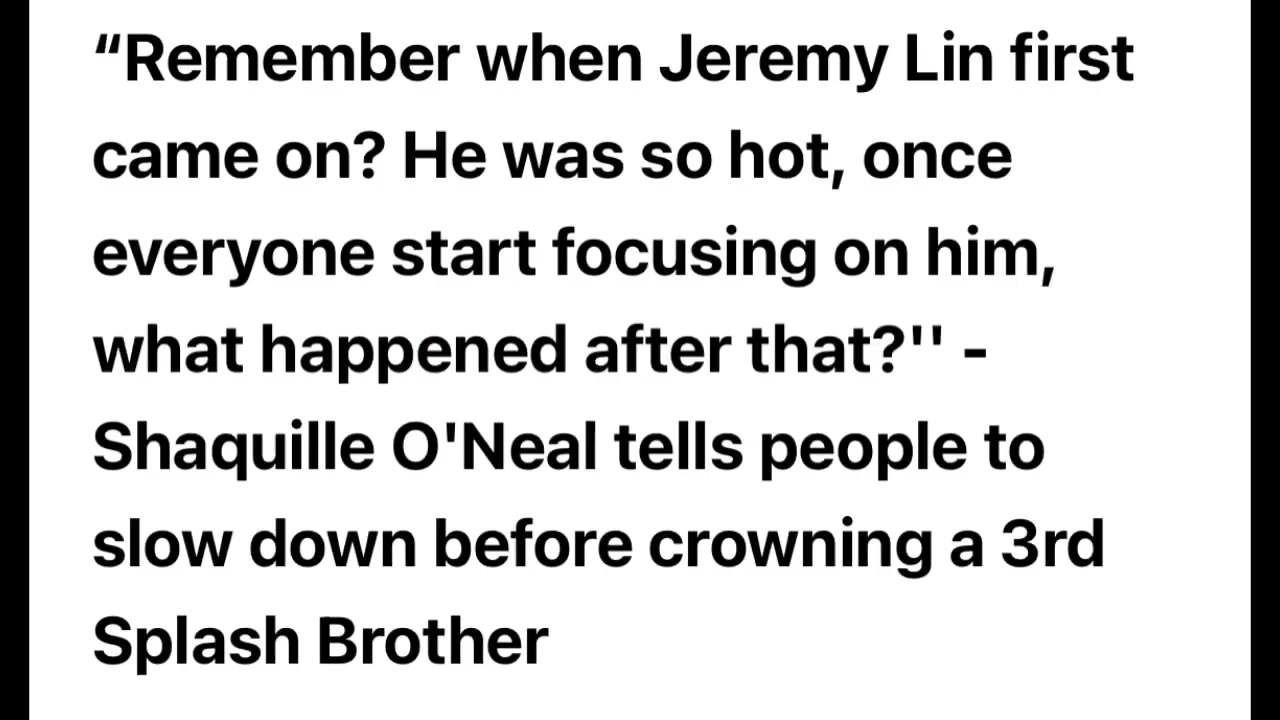 “Remember when Jeremy Lin first
came on? He was so hot, once
everyone start focusing on him,
what happened after that?'' -
Shaquille O'Neal tells people to
slow down before crowning a 3rd
Splash Brother